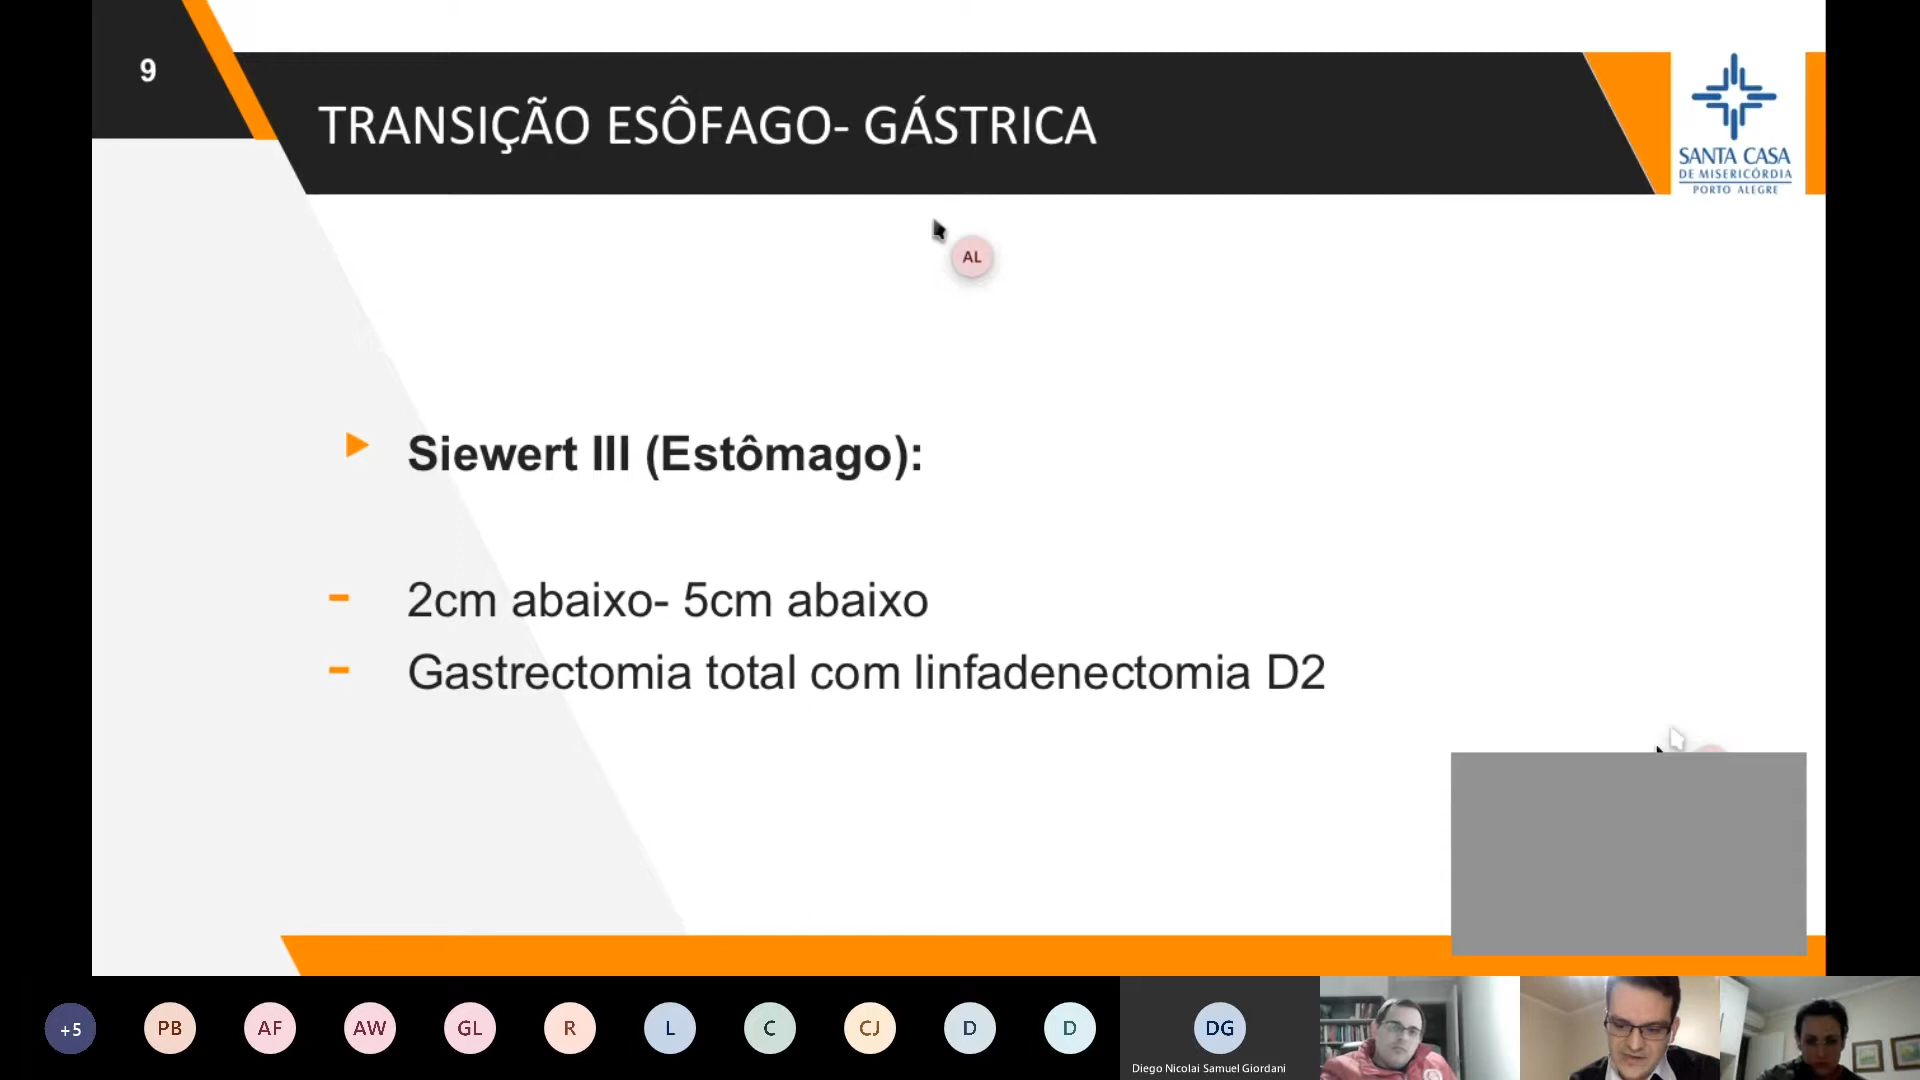 9
TRANSIÇÃO ESÔFAGO- GÁSTRICA
SANTA CASA
DE MISERICÓRDIA
PORTO ALEGRE
AL
Siewert III (Estômago):
- 2cm abaixo- 5cm abaixo
- Gastrectomia total com linfadenectomia D2
+5 PB AF AW GL R L C CJ D D DG
Diego Nicolai Samuel Giordani